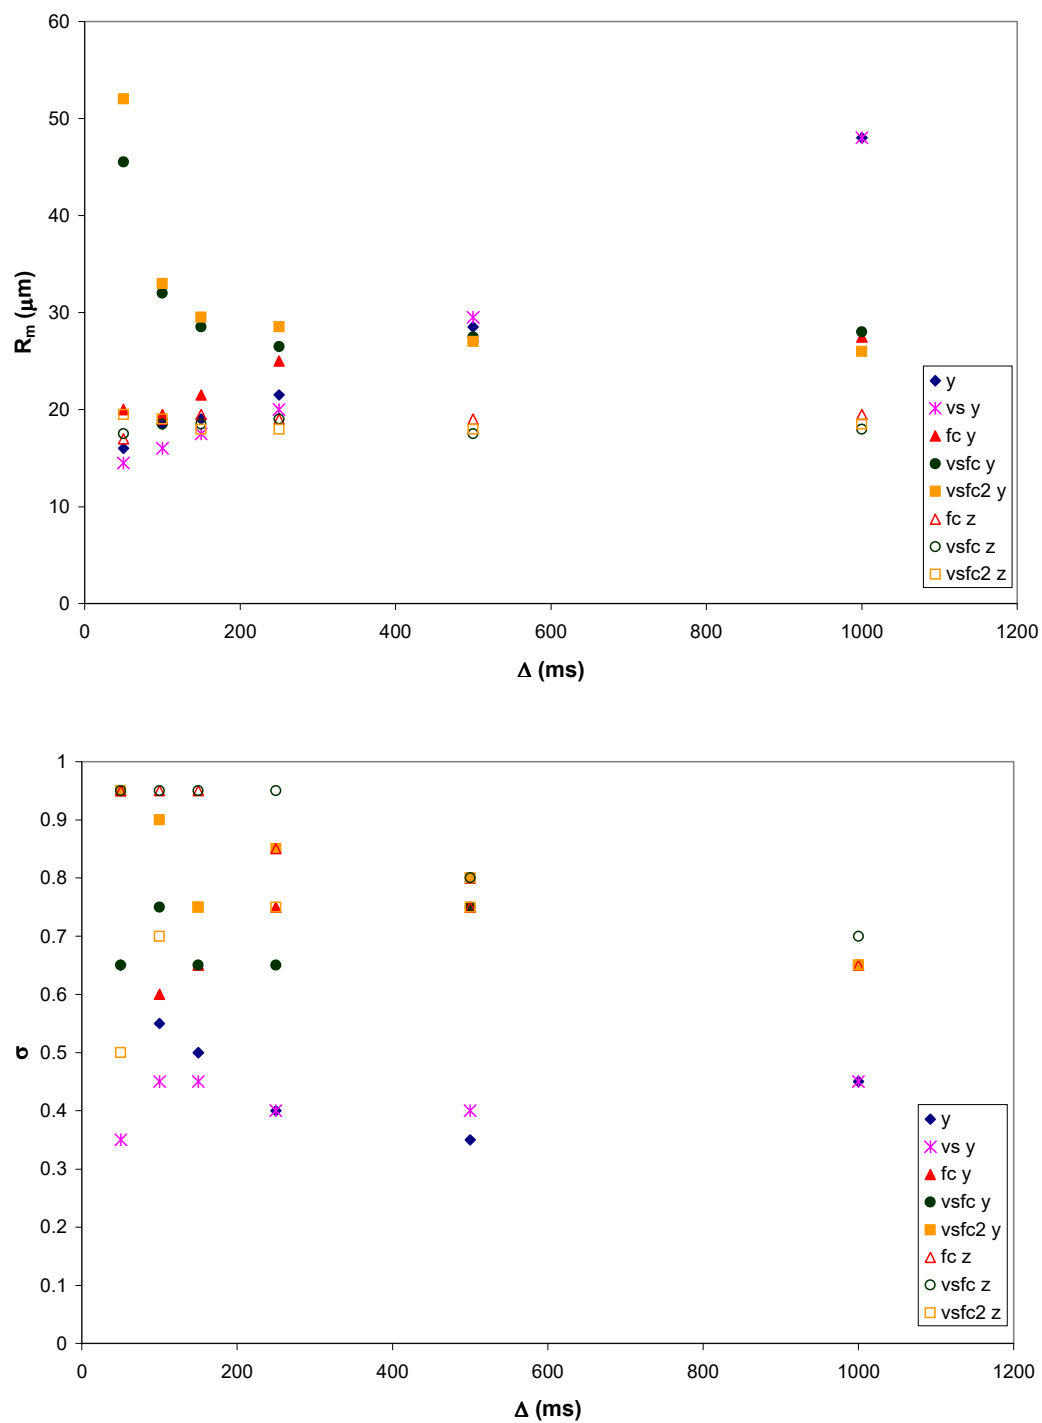 60
50
40
30
20
10
0
R_m (μm)
0 200 400 600 800 1000 1200
Δ (ms)
y
vs y
fc y
vsfc y
vsfc2 y
fc z
vsfc z
vsfc2 z
1
0.9
0.8
0.7
0.6
0.5
0.4
0.3
0.2
0.1
0
σ
0 200 400 600 800 1000 1200
Δ (ms)
y
vs y
fc y
vsfc y
vsfc2 y
fc z
vsfc z
vsfc2 z